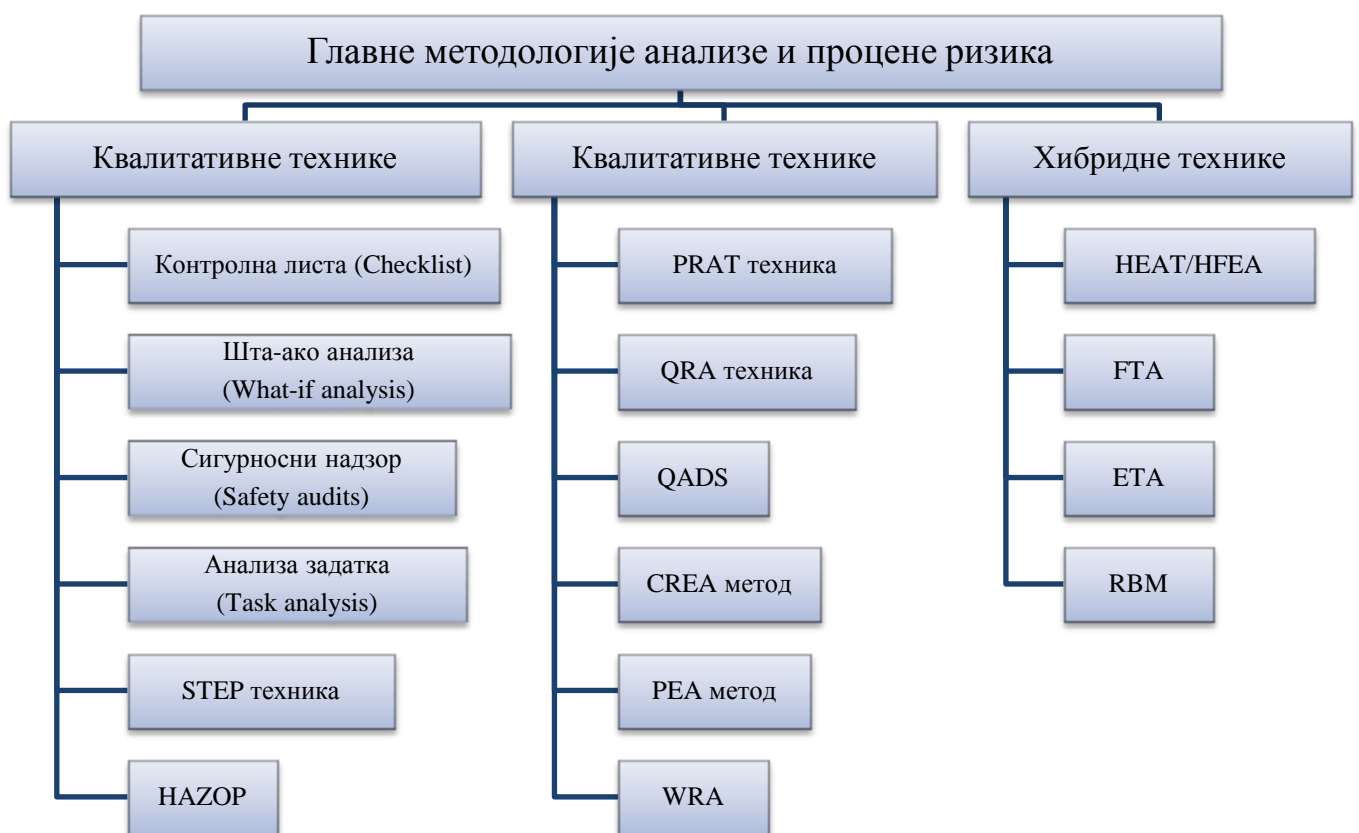 Главне методологије анализе и процене ризика
Квалитативне технике
Контролна листа (Checklist)
Шта-ако анализа
(What-if analysis)
Сигурносни надзор
(Safety audits)
Анализа задатка
(Task analysis)
STEP техника
HAZOP
Квалитативне технике
PRAT техника
QRA техника
QADS
CREA метод
PEA метод
WRA
Хибридне технике
HEAT/HFEA
FTA
ETA
RBM